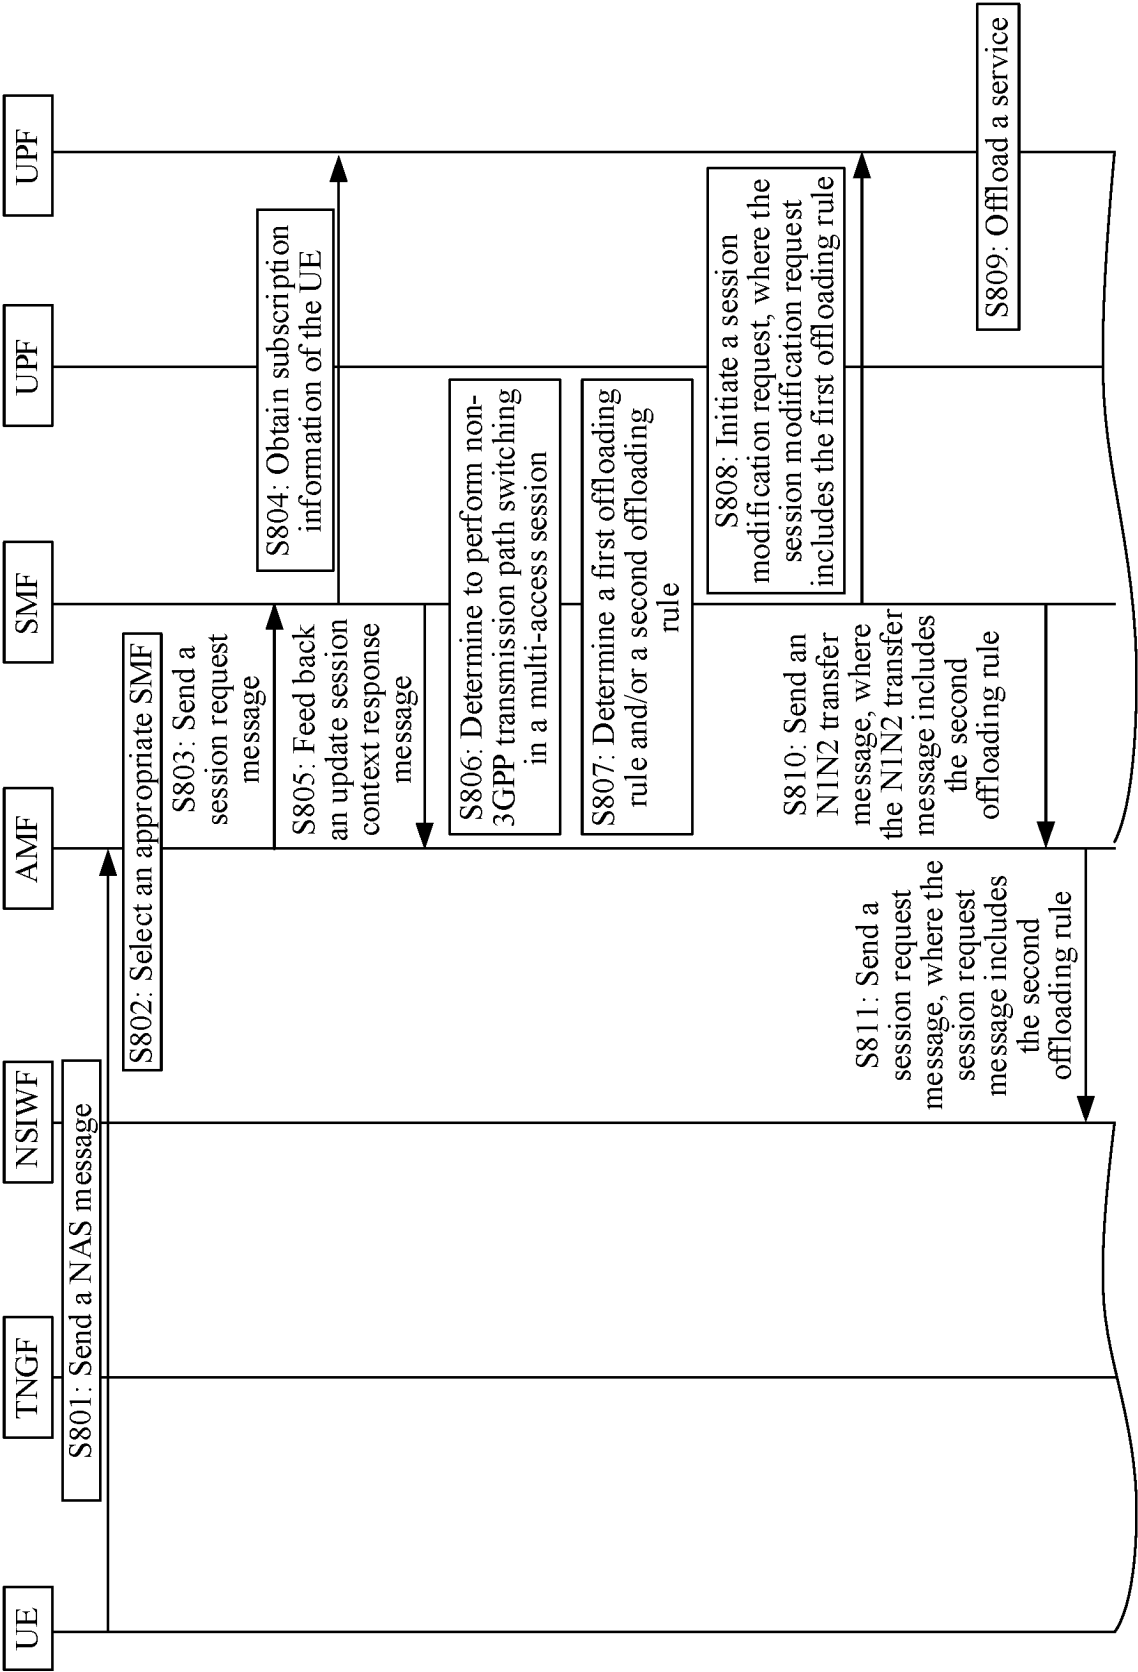 UE
TNGF
NSIWF
AMF
SMF
UPF
UPF
S801: Send a NAS message
S802: Select an appropriate SMF
S803: Send a
session request
message
S804: Obtain subscription
information of the UE
S805: Feed back
an update session
context response
message
S806: Determine to perform non-
3GPP transmission path switching
in a multi-access session
S807: Determine a first offloading
rule and/or a second offloading
rule
S808: Initiate a session
modification request, where the
session modification request
includes the first offloading rule
S809: Offload a service
S810: Send an
N1N2 transfer
message, where
the N1N2 transfer
message includes
the second
offloading rule
S811: Send a
session request
message, where the
session request
message includes
the second
offloading rule